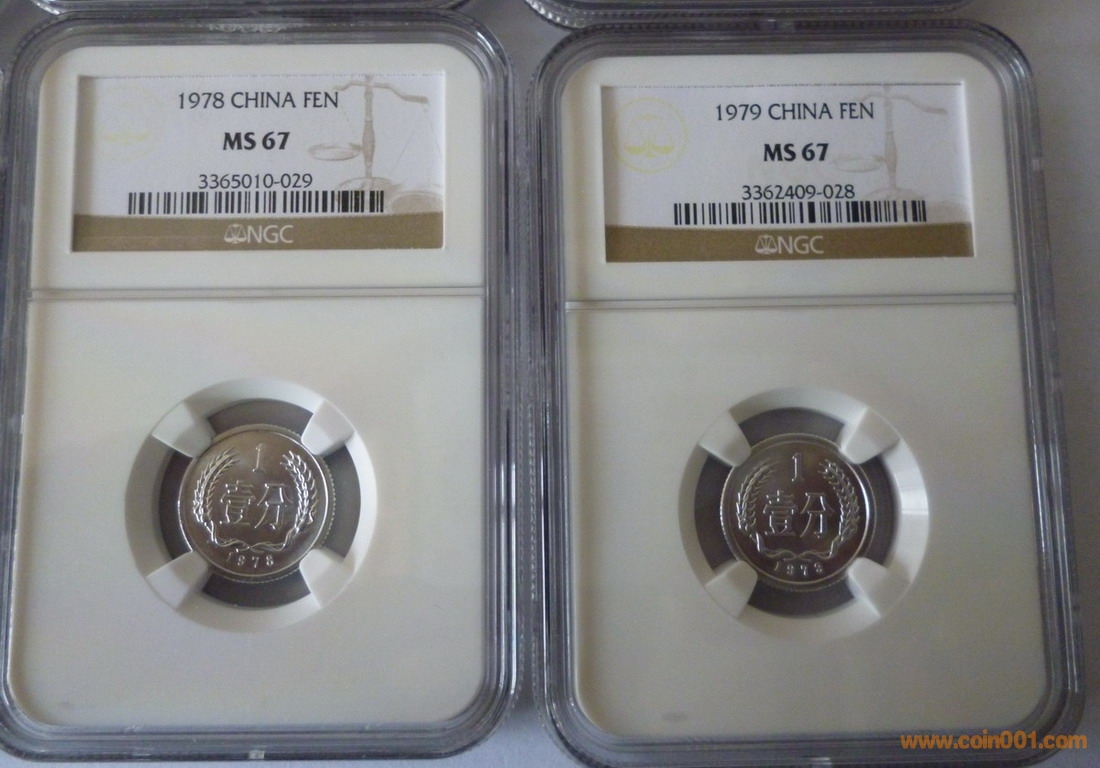 1978 CHINA FEN
MS 67
3365010-029
NGC
1
壹分
1978
1979 CHINA FEN
MS 67
3362409-028
NGC
1
壹分
1979
www.coin001.com